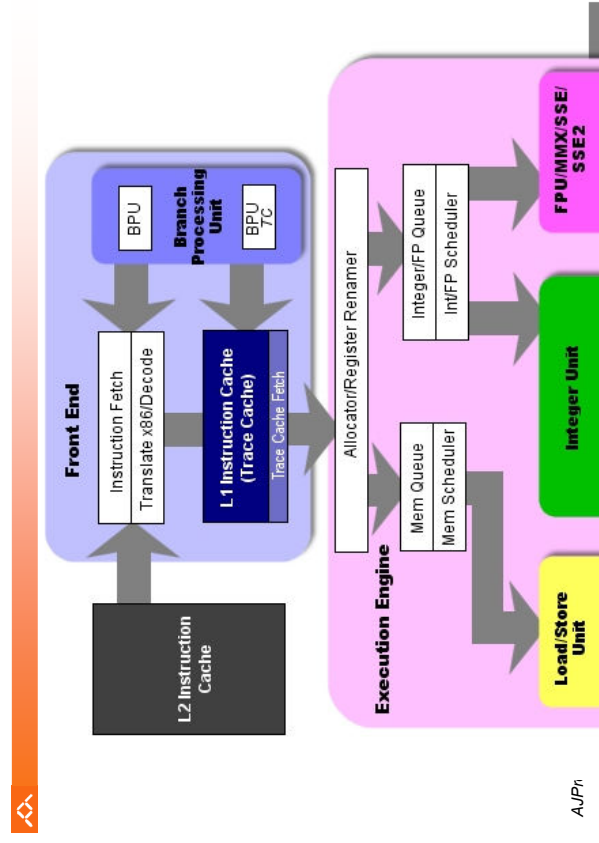 Front End
BPU
Branch
Processing
Unit
BPU
TC
Instruction Fetch
Translate x86/Decode
L1 Instruction Cache
(Trace Cache)
Trace Cache Fetch
L2 Instruction
Cache
Execution Engine
Allocator/Register Renamer
Mem Queue
Mem Scheduler
Integer/FP Queue
Int/FP Scheduler
Load/Store
Unit
Integer Unit
FPU/MMX/SSE/
SSE2